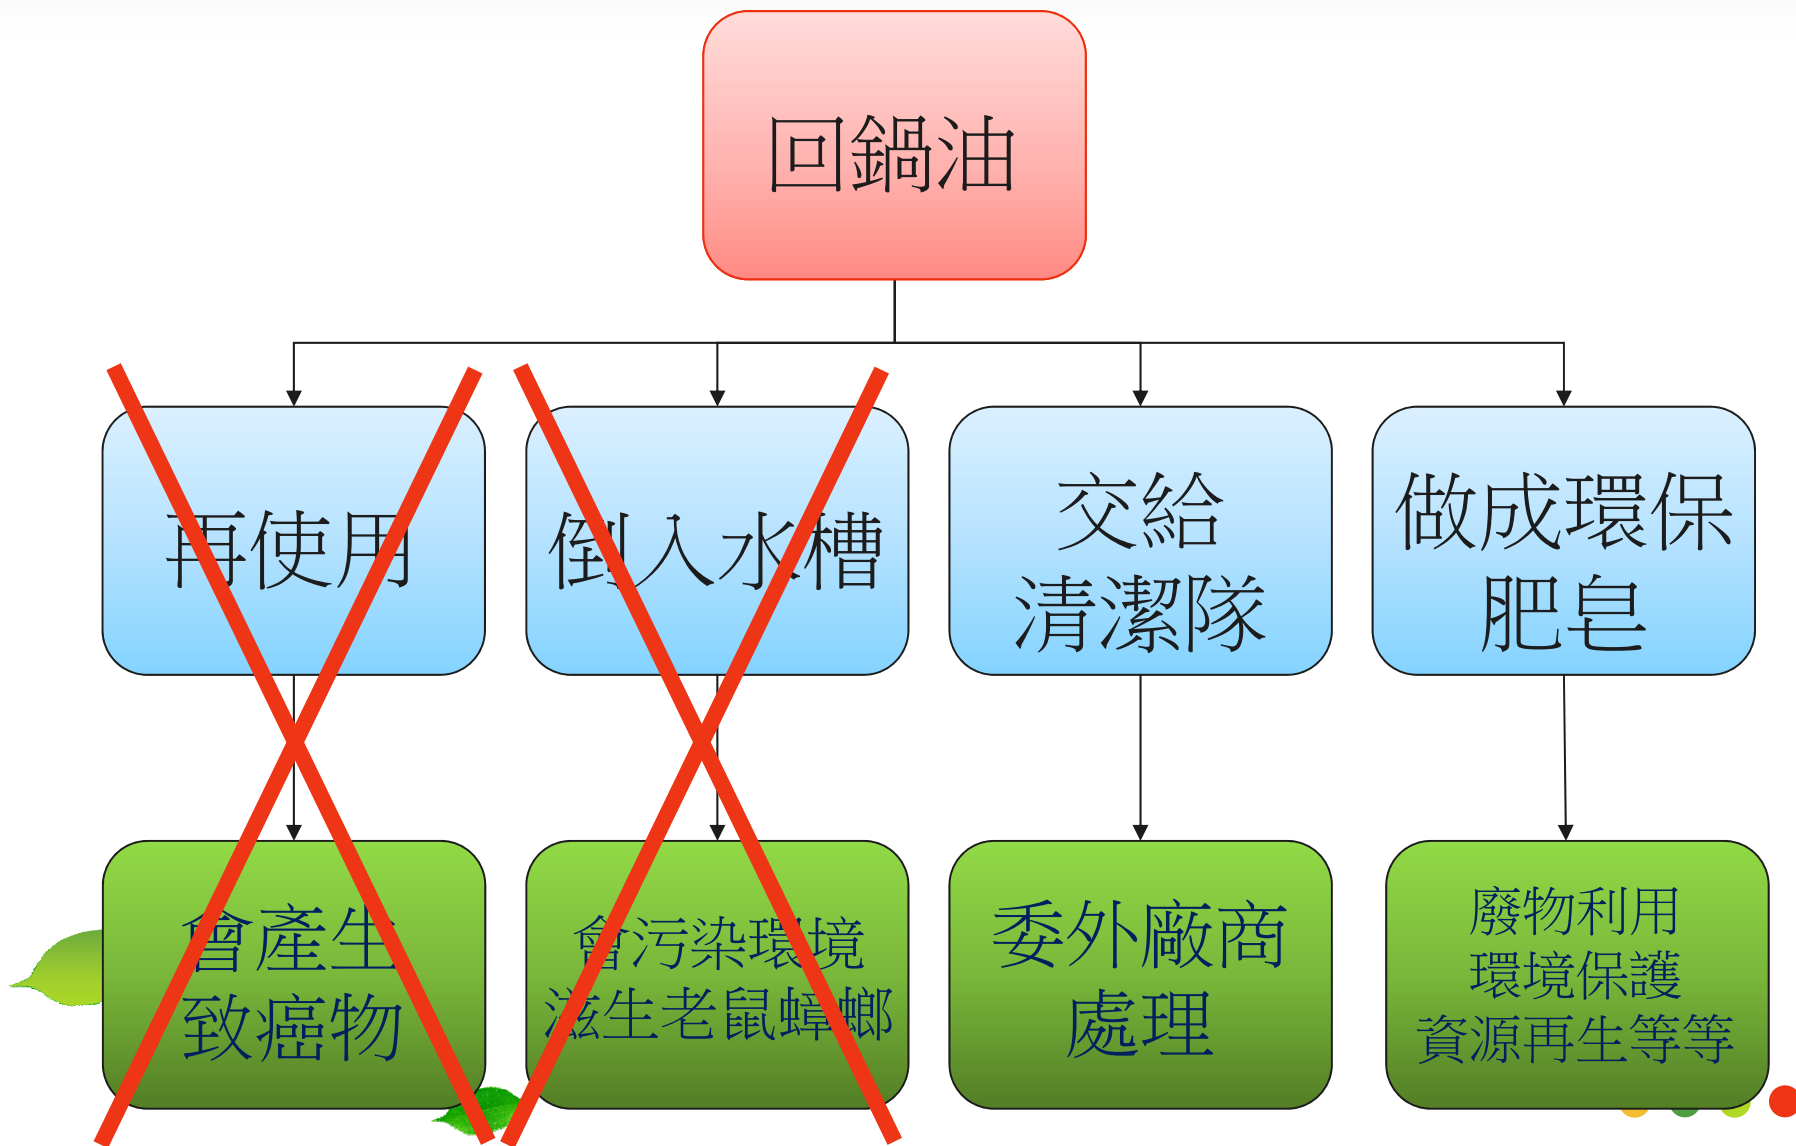 回鍋油
再使用
倒入水槽
交給
清潔隊
做成環保
肥皂
會產生
致癌物
會污染環境
滋生老鼠蟑螂
委外廠商
處理
廢物利用
環境保護
資源再生等等